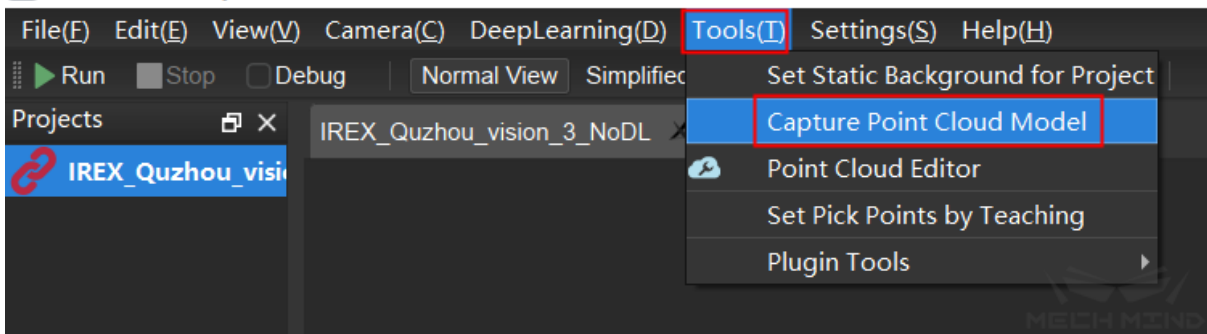 File(F) Edit(E) View(V) Camera(C) DeepLearning(D) Tools(T) Settings(S) Help(H)
Run Stop Debug Normal View Simplified
Set Static Background for Project
Projects
IREX_Quzhou_vision_3_NoDL
Capture Point Cloud Model
IREX_Quzhou_visi
Point Cloud Editor
Set Pick Points by Teaching
Plugin Tools
MECH MIND